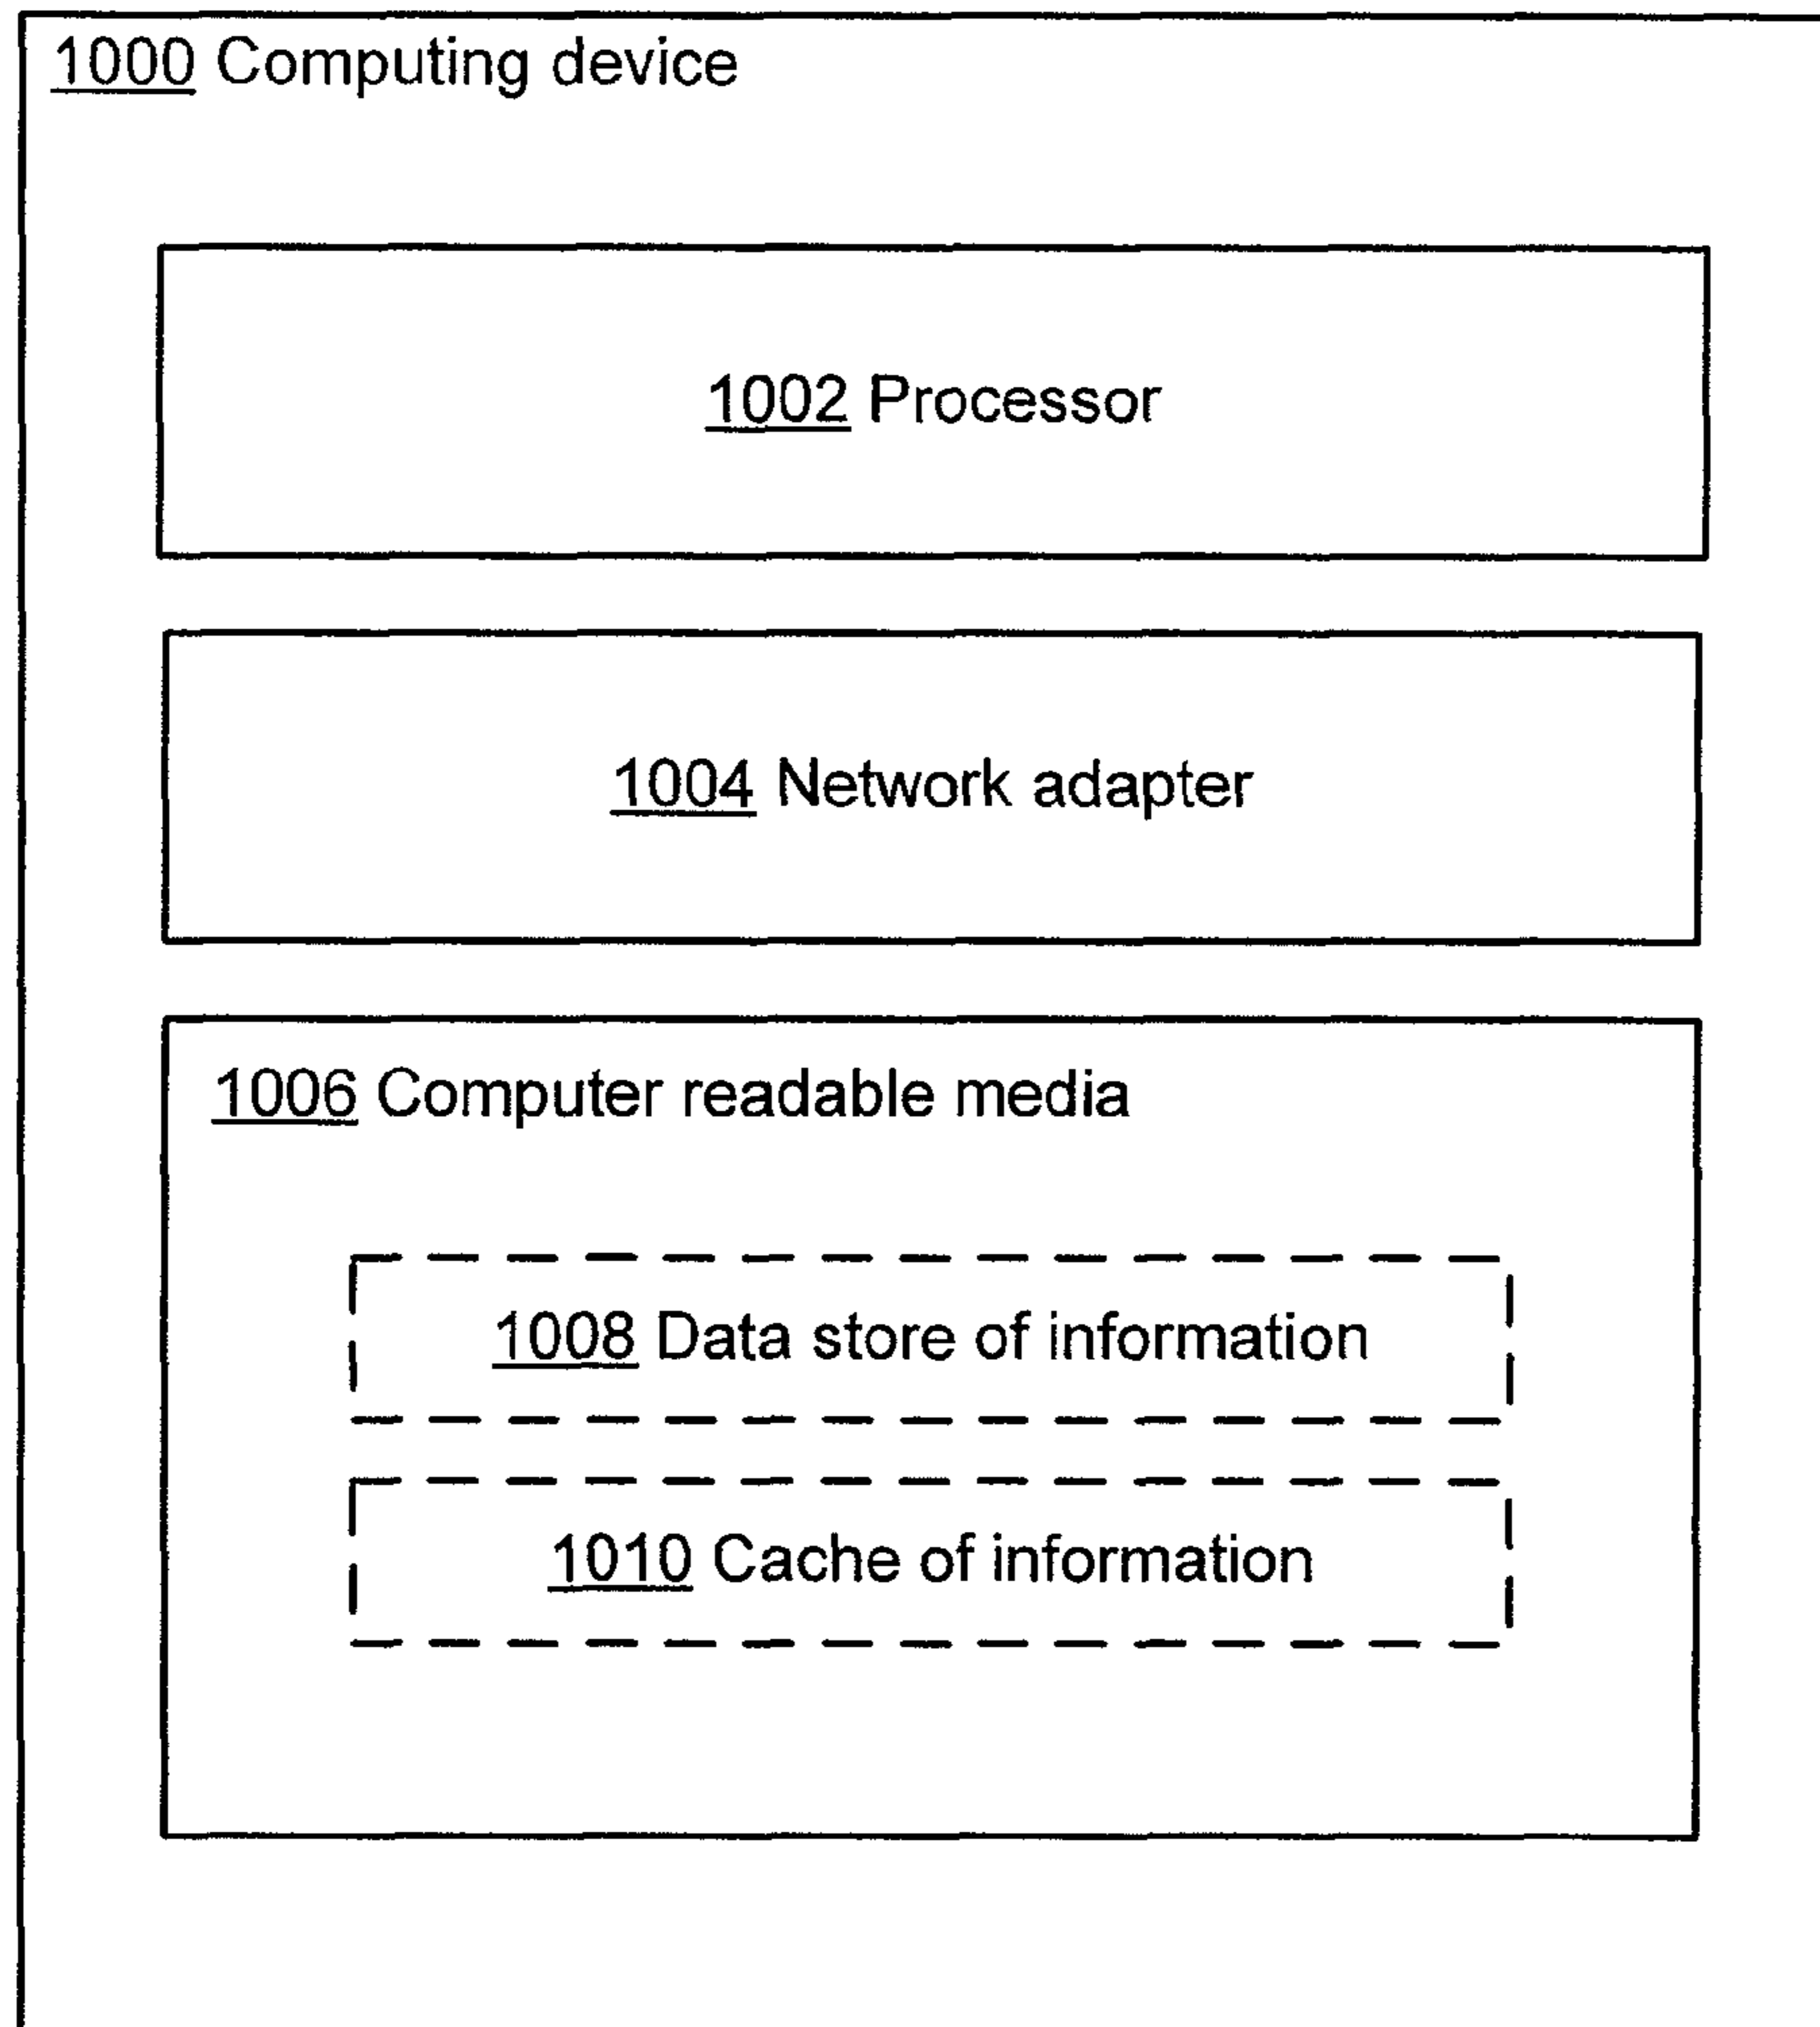 1000 Computing device
1002 Processor
1004 Network adapter
1006 Computer readable media
1008 Data store of information
1010 Cache of information